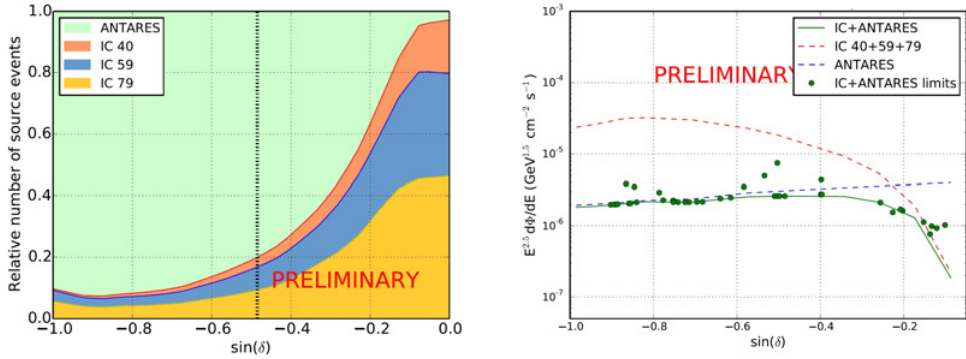 1.0
0.8
0.6
0.4
0.2
0.0
Relative number of source events
ANTARES
IC 40
IC 59
IC 79
PRELIMINARY
−1.0 −0.8 −0.6 −0.4 −0.2 0.0
sin(δ)
10⁻³
10⁻⁴
10⁻⁵
10⁻⁶
10⁻⁷
E²·⁵ dΦ/dE (GeV¹·⁵ cm⁻² s⁻¹)
IC+ANTARES
IC 40+59+79
ANTARES
IC+ANTARES limits
PRELIMINARY
−1.0 −0.8 −0.6 −0.4 −0.2
sin(δ)